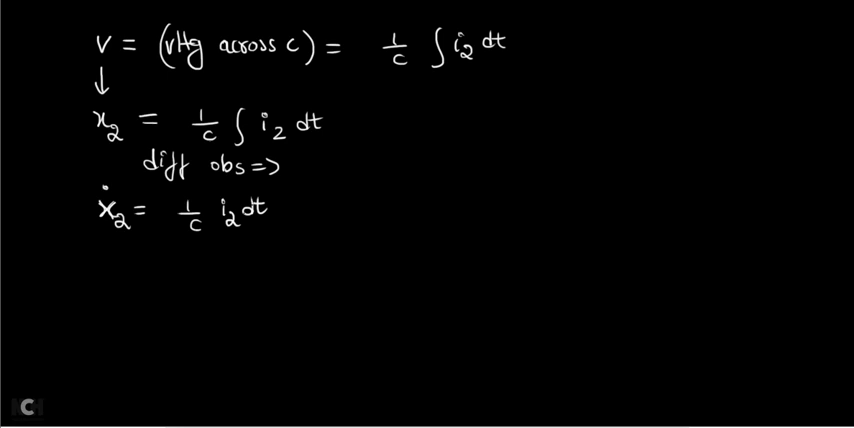 v = (vltg across c) = 1/c ∫ i₂ dt
↓
x₂ = 1/c ∫ i₂ dt
diff obs =>
ẋ₂ = 1/c i₂ dt